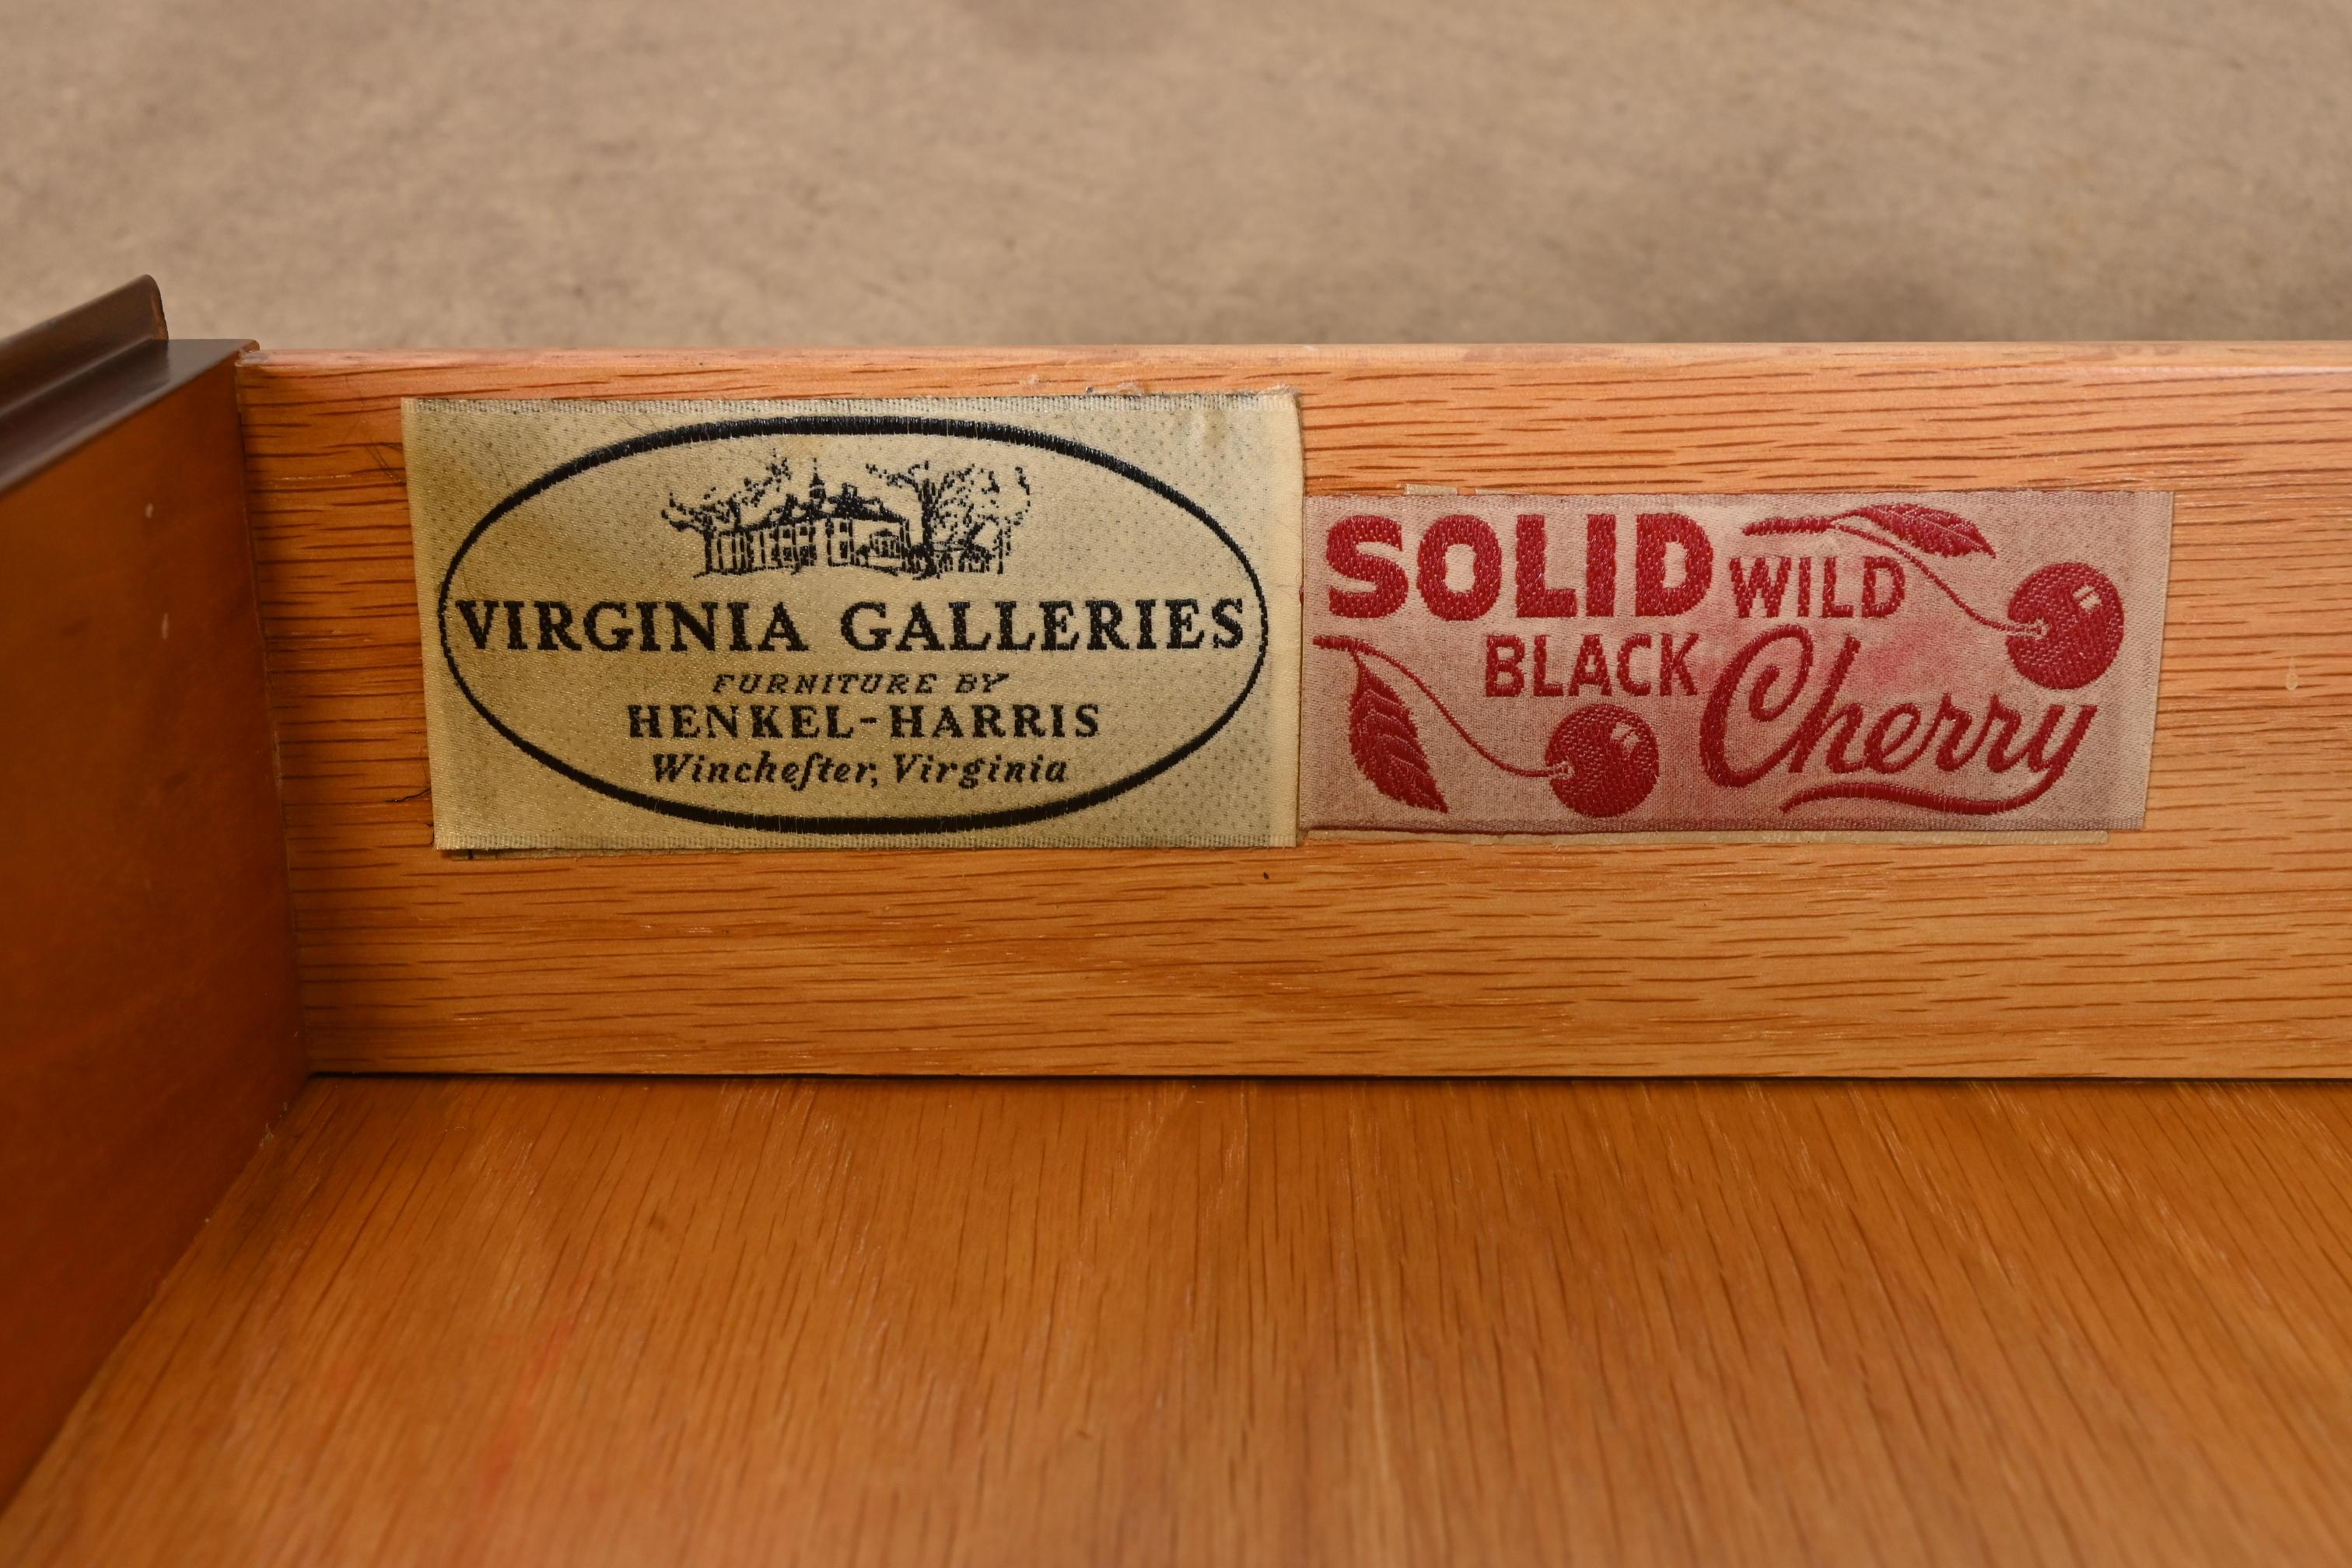 VIRGINIA GALLERIES
FURNITURE BY
HENKEL-HARRIS
Wincheſter, Virginia
SOLID WILD
BLACK Cherry